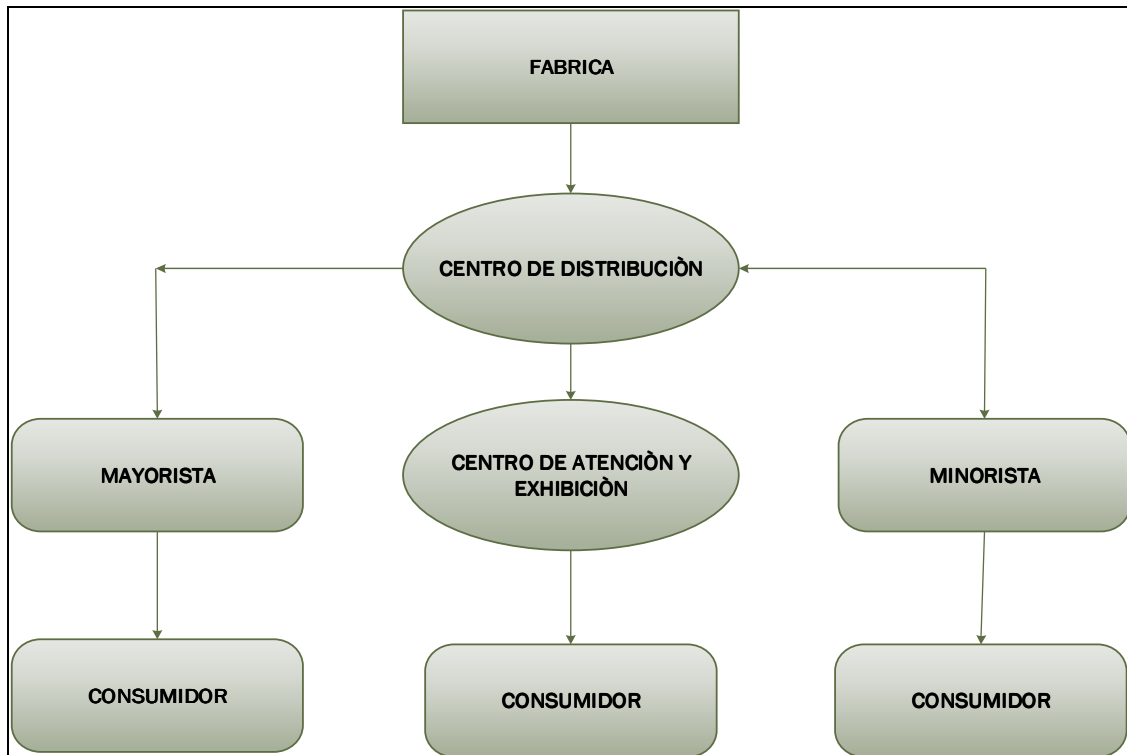 FABRICA
CENTRO DE DISTRIBUCIÒN
MAYORISTA
CENTRO DE ATENCIÒN Y
EXHIBICIÒN
MINORISTA
CONSUMIDOR
CONSUMIDOR
CONSUMIDOR